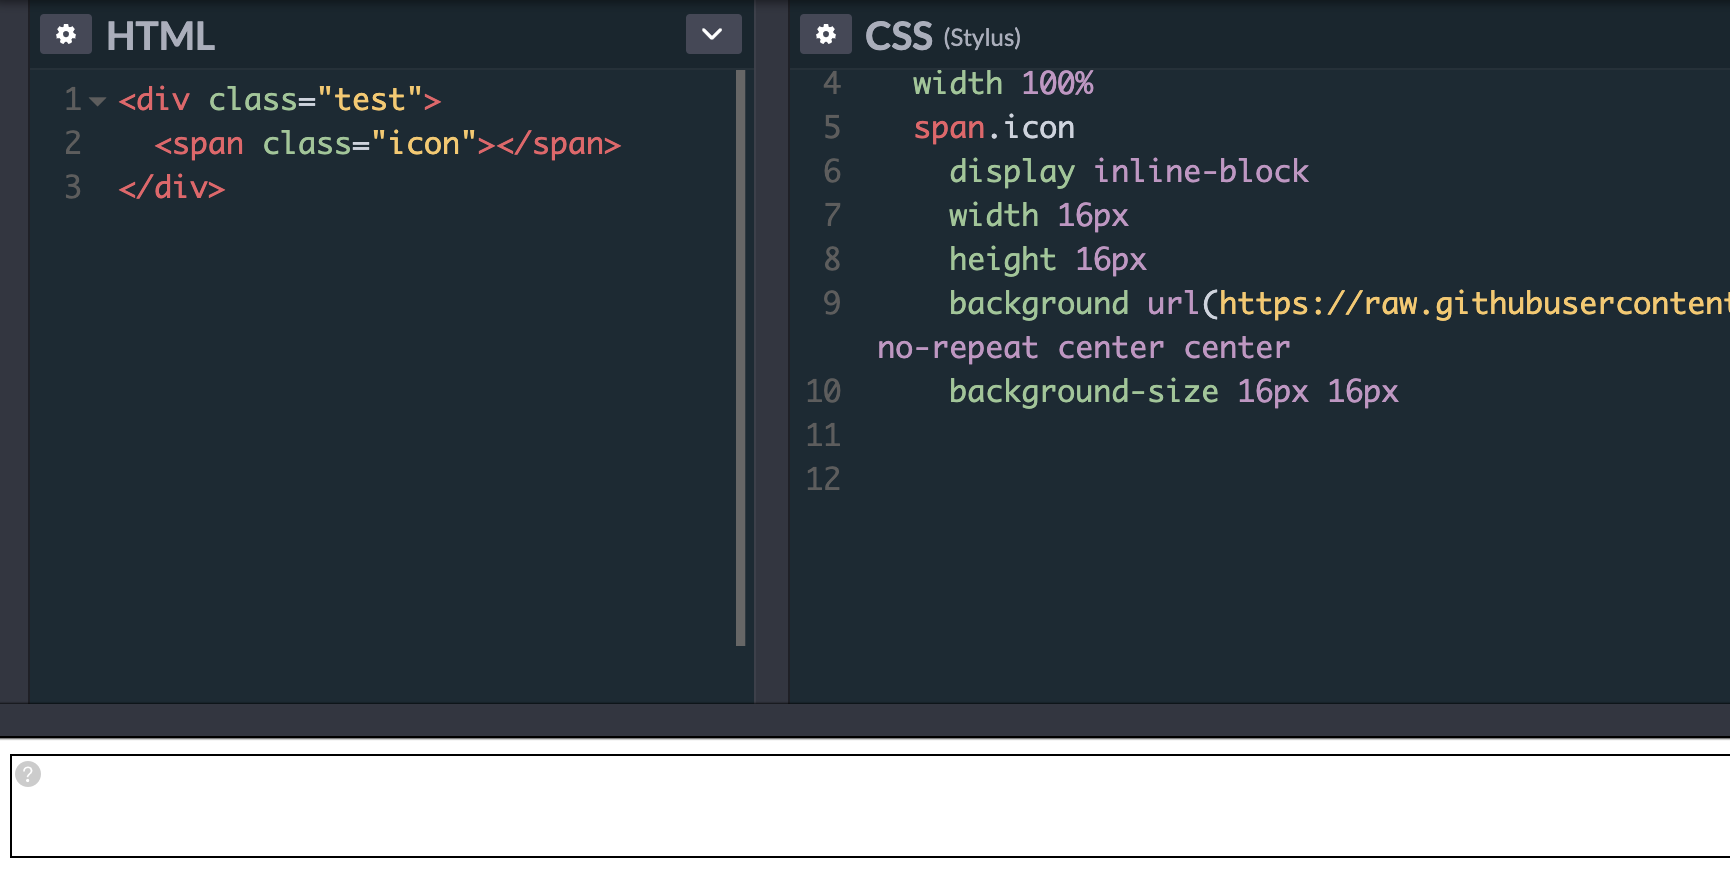 HTML
1 <div class="test">
2 <span class="icon"></span>
3 </div>
CSS (Stylus)
4 width 100%
5 span.icon
6 display inline-block
7 width 16px
8 height 16px
9 background url(https://raw.githubusercontent
no-repeat center center
10 background-size 16px 16px
11
12
?